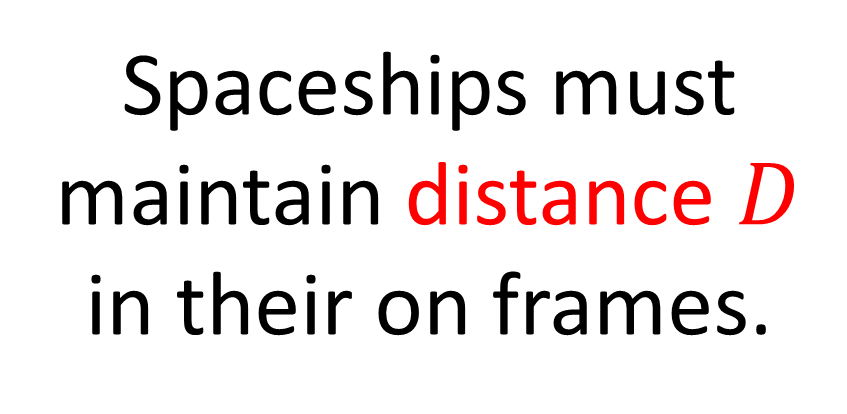 Spaceships must
maintain distance D
in their on frames.